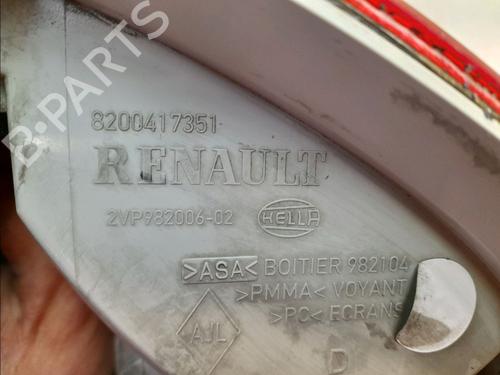 B-PARTS
8200417351
RENAULT
2VP982006-02 HELLA
>ASA< BOITIER 982104
>PMMA< VOYANT
>PC< ECRANS
AJL
D